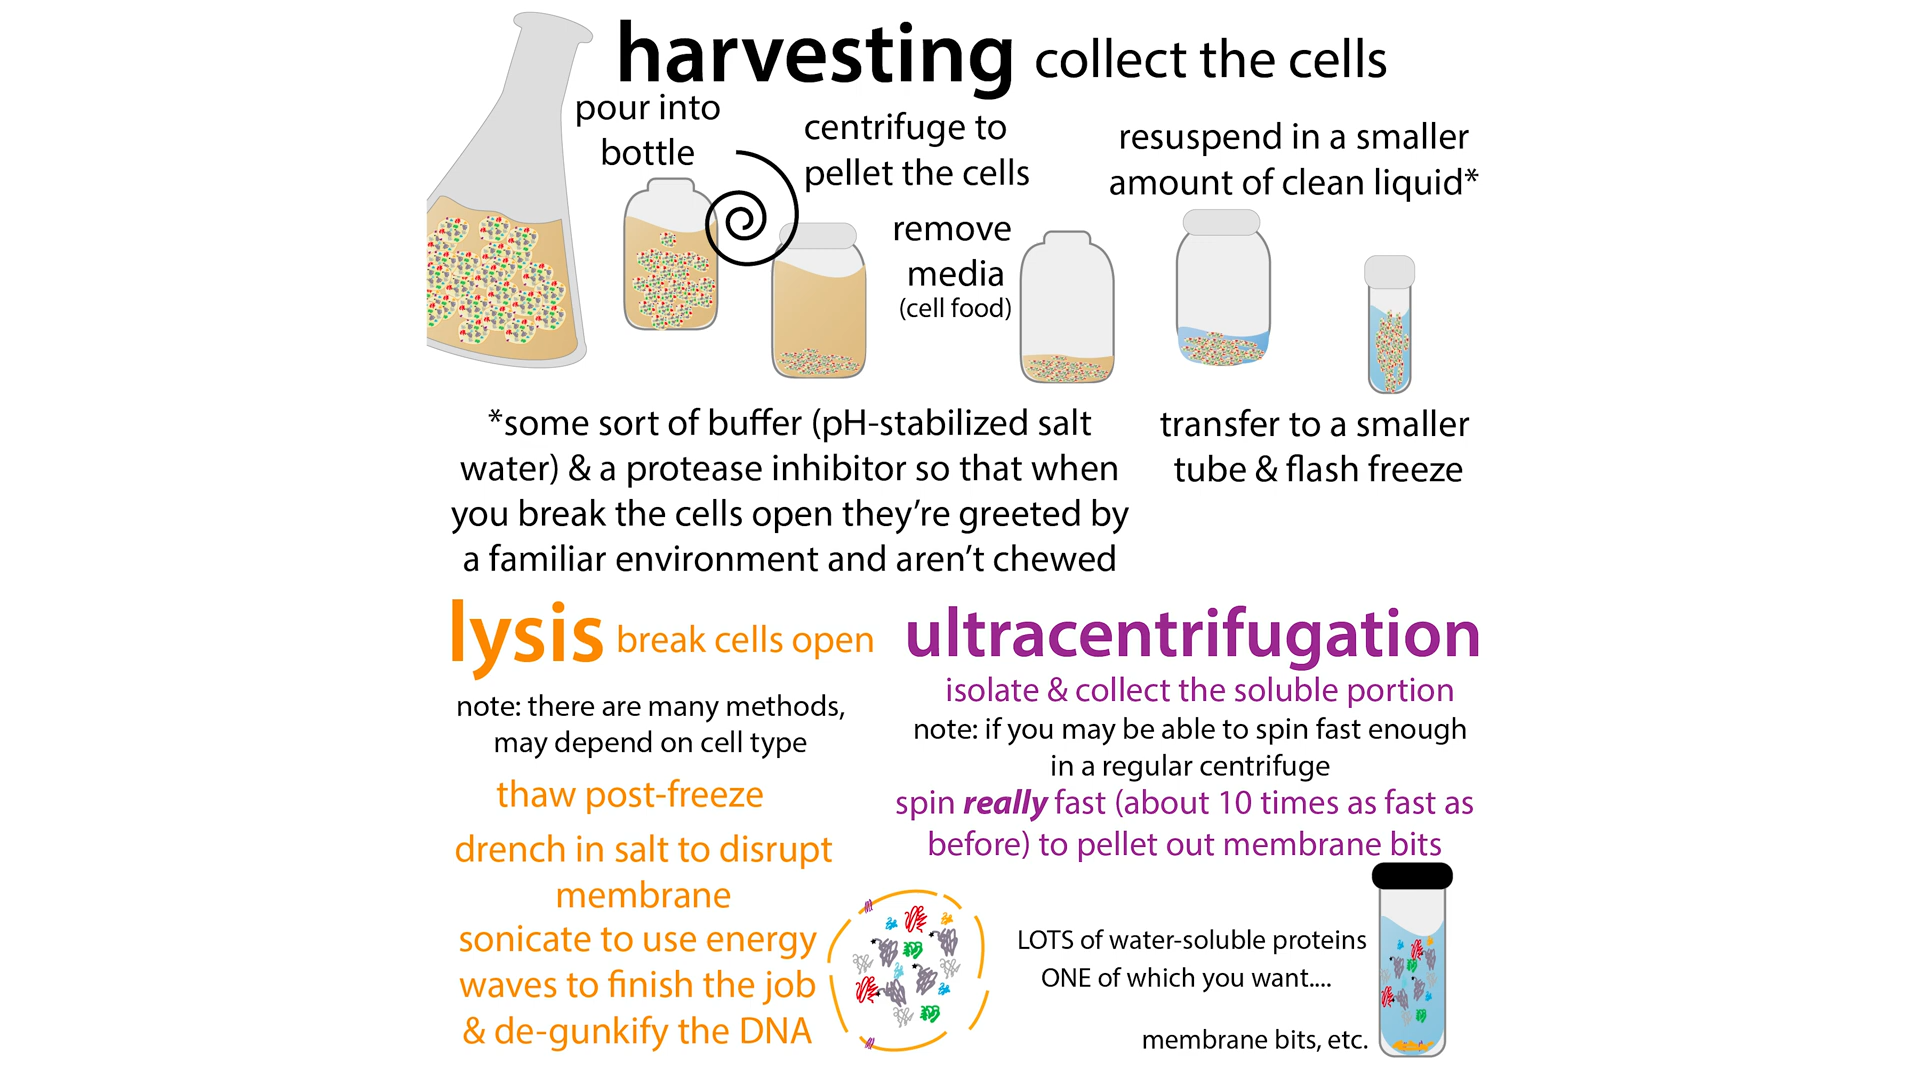 harvesting collect the cells
pour into
bottle
centrifuge to
pellet the cells
remove
media
(cell food)
resuspend in a smaller
amount of clean liquid*
*some sort of buffer (pH-stabilized salt
water) & a protease inhibitor so that when
you break the cells open they’re greeted by
a familiar environment and aren’t chewed
transfer to a smaller
tube & flash freeze
lysis break cells open
note: there are many methods,
may depend on cell type
thaw post-freeze
drench in salt to disrupt
membrane
sonicate to use energy
waves to finish the job
& de-gunkify the DNA
ultracentrifugation
isolate & collect the soluble portion
note: if you may be able to spin fast enough
in a regular centrifuge
spin really fast (about 10 times as fast as
before) to pellet out membrane bits
LOTS of water-soluble proteins
ONE of which you want....
membrane bits, etc.